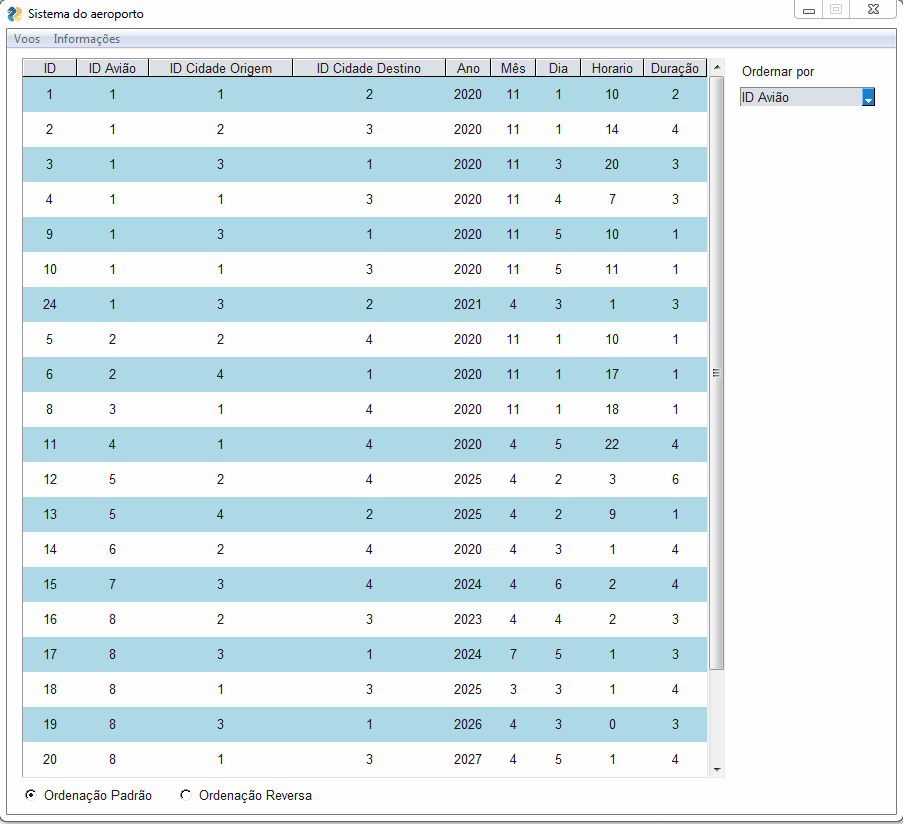 Sistema do aeroporto
Voos Informações
ID ID Avião ID Cidade Origem ID Cidade Destino Ano Mês Dia Horario Duração
Ordernar por
ID Avião
1 1 1 2 2020 11 1 10 2
2 1 2 3 2020 11 1 14 4
3 1 3 1 2020 11 3 20 3
4 1 1 3 2020 11 4 7 3
9 1 3 1 2020 11 5 10 1
10 1 1 3 2020 11 5 11 1
24 1 3 2 2021 4 3 1 3
5 2 2 4 2020 11 1 10 1
6 2 4 1 2020 11 1 17 1
8 3 1 4 2020 11 1 18 1
11 4 1 4 2020 4 5 22 4
12 5 2 4 2025 4 2 3 6
13 5 4 2 2025 4 2 9 1
14 6 2 4 2020 4 3 1 4
15 7 3 4 2024 4 6 2 4
16 8 2 3 2023 4 4 2 3
17 8 3 1 2024 7 5 1 3
18 8 1 3 2025 3 3 1 4
19 8 3 1 2026 4 3 0 3
20 8 1 3 2027 4 5 1 4
Ordenação Padrão Ordenação Reversa